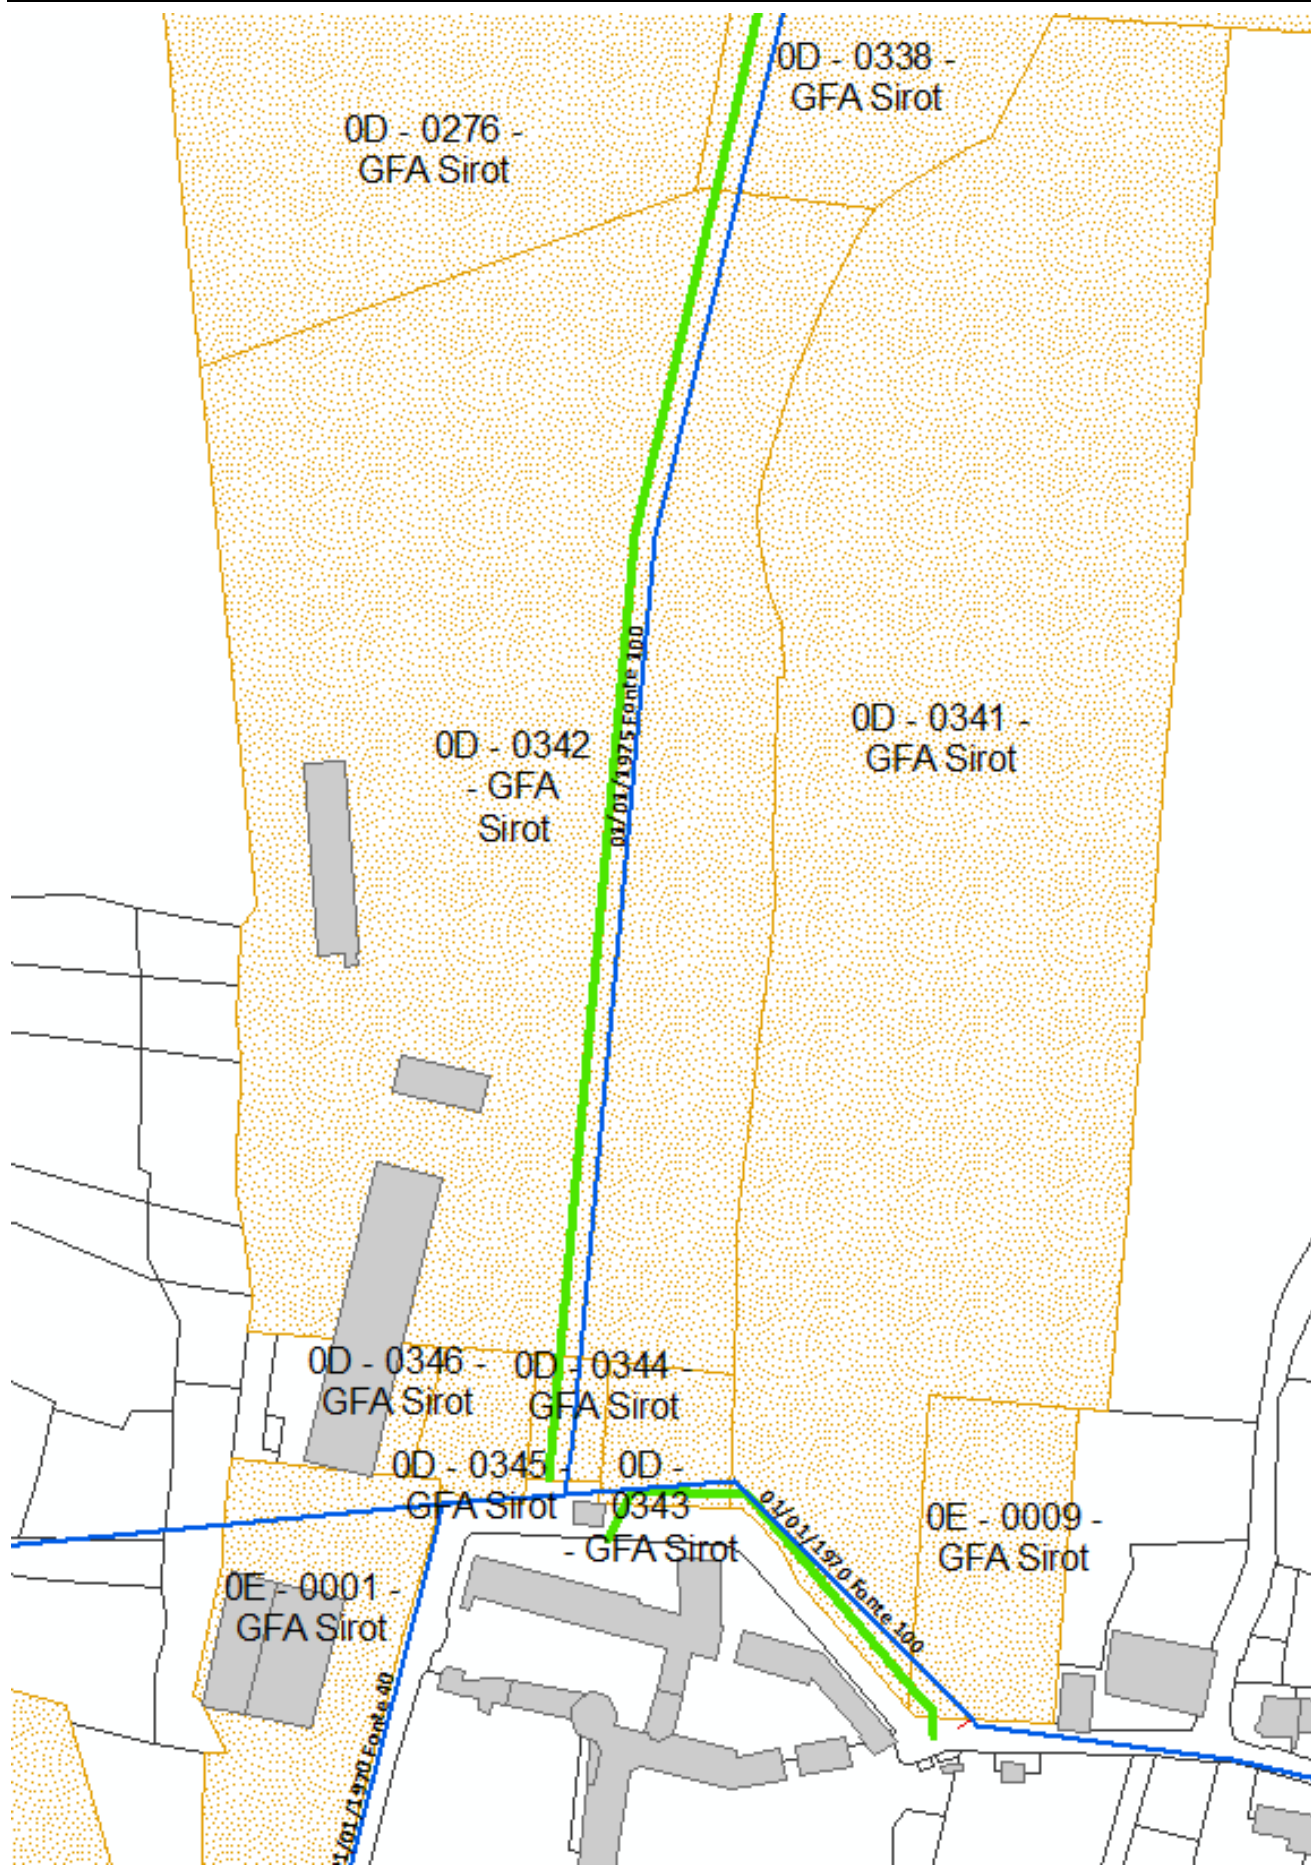 0D - 0338 -
GFA Sirot
0D - 0276 -
GFA Sirot
01/01/1975 Fonte 100
0D - 0342
- GFA
Sirot
0D - 0341 -
GFA Sirot
0D - 0346 -
GFA Sirot
0D - 0344 -
GFA Sirot
0D - 0345 -
GFA Sirot
0D -
0343
- GFA Sirot
01/01/1970 Fonte 100
0E - 0009 -
GFA Sirot
0E - 0001 -
GFA Sirot
01/01/1970 Fonte 40